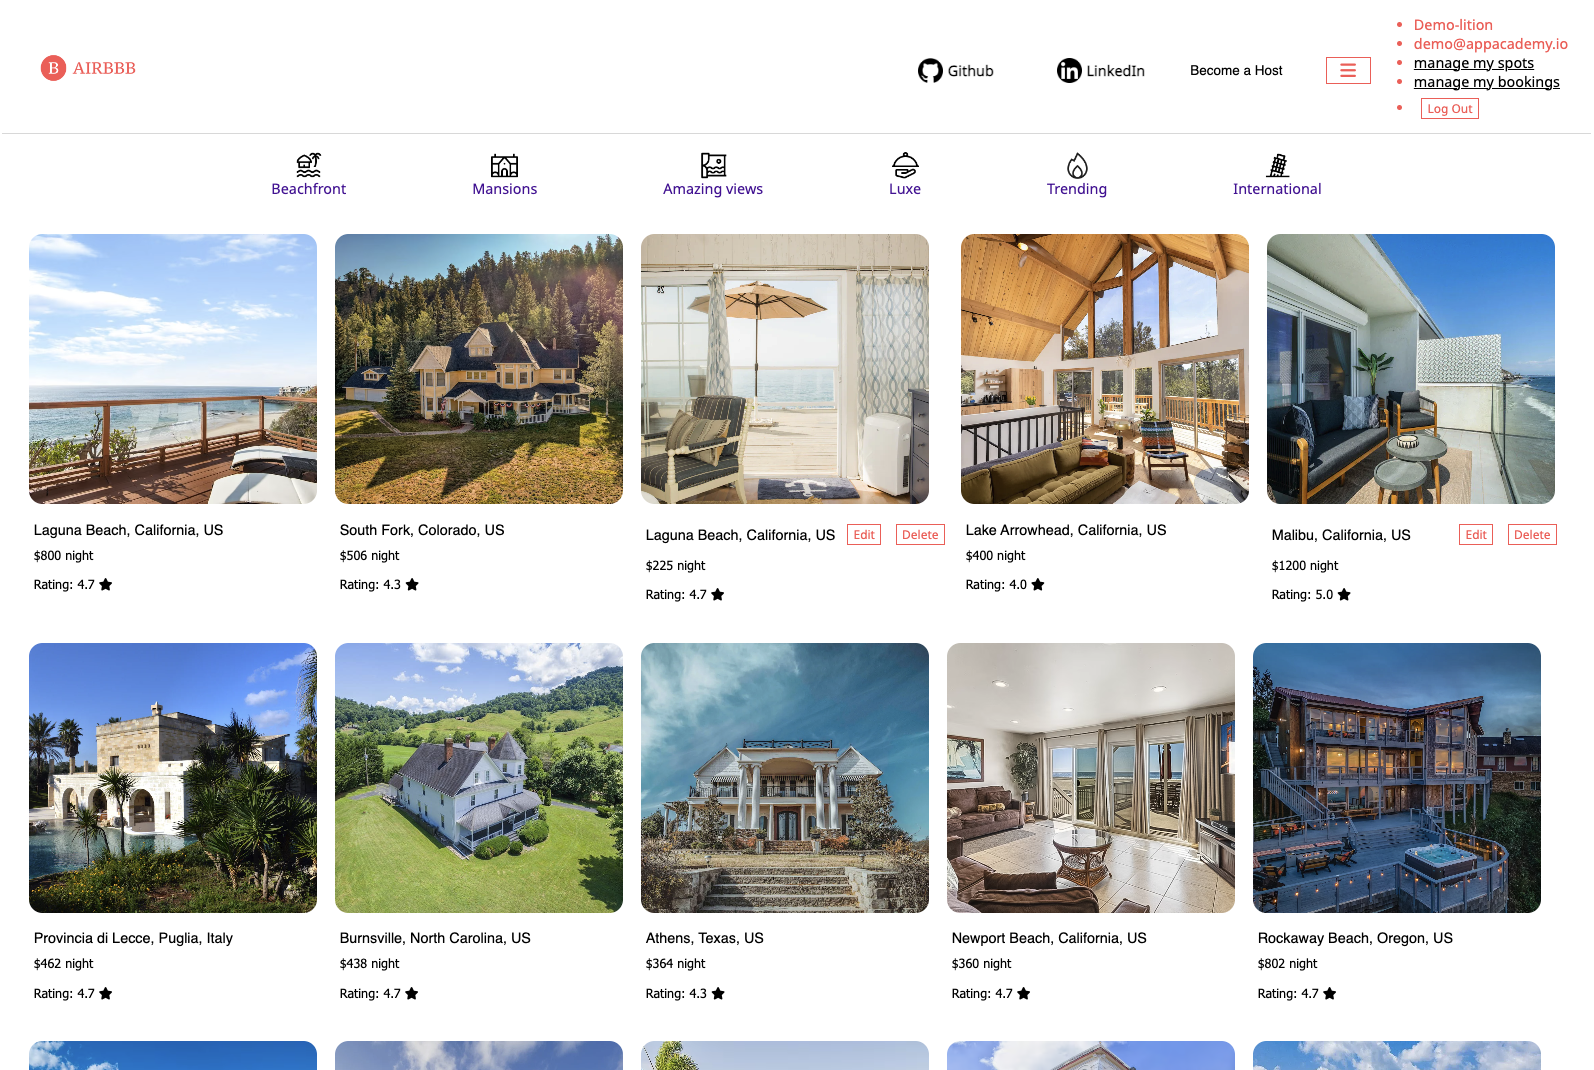 B AIRBBB
Github
LinkedIn
Become a Host
Demo-lition
demo@appacademy.io
manage my spots
manage my bookings
Log Out
Beachfront
Mansions
Amazing views
Luxe
Trending
International
Laguna Beach, California, US
$800 night
Rating: 4.7
South Fork, Colorado, US
$506 night
Rating: 4.3
Laguna Beach, California, US Edit Delete
$225 night
Rating: 4.7
Lake Arrowhead, California, US
$400 night
Rating: 4.0
Malibu, California, US Edit Delete
$1200 night
Rating: 5.0
Provincia di Lecce, Puglia, Italy
$462 night
Rating: 4.7
Burnsville, North Carolina, US
$438 night
Rating: 4.7
Athens, Texas, US
$364 night
Rating: 4.3
Newport Beach, California, US
$360 night
Rating: 4.7
Rockaway Beach, Oregon, US
$802 night
Rating: 4.7